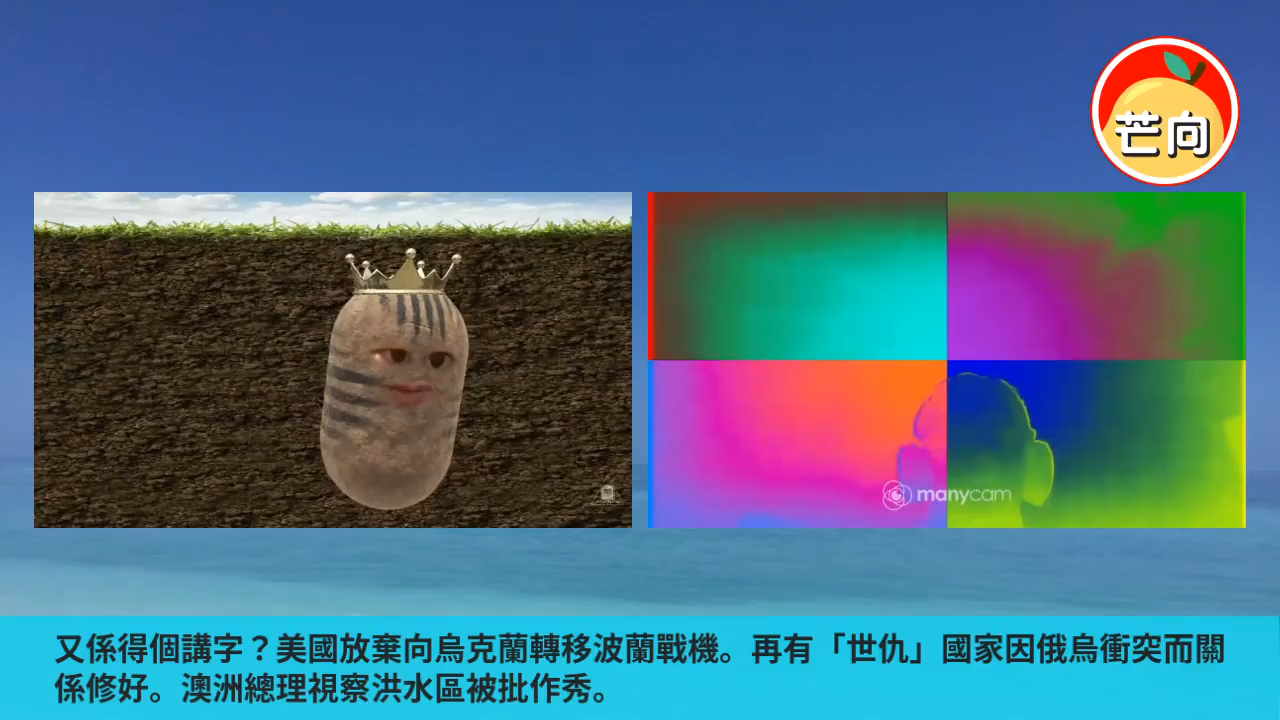 芒向
manycam
又係得個講字？美國放棄向烏克蘭轉移波蘭戰機。再有「世仇」國家因俄烏衝突而關
係修好。澳洲總理視察洪水區被批作秀。